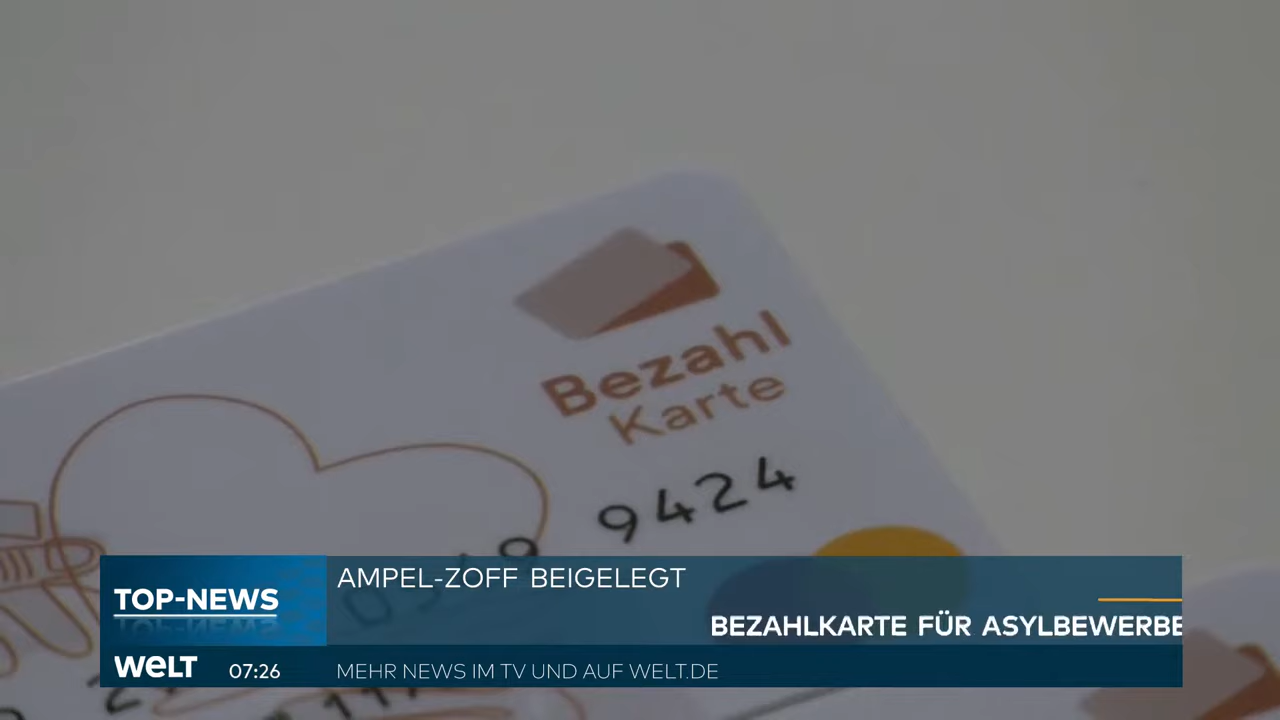 Bezahl
Karte
9424
TOP-NEWS
AMPEL-ZOFF BEIGELEGT
BEZAHLKARTE FÜR ASYLBEWERBE
WELT
07:26
MEHR NEWS IM TV UND AUF WELT.DE